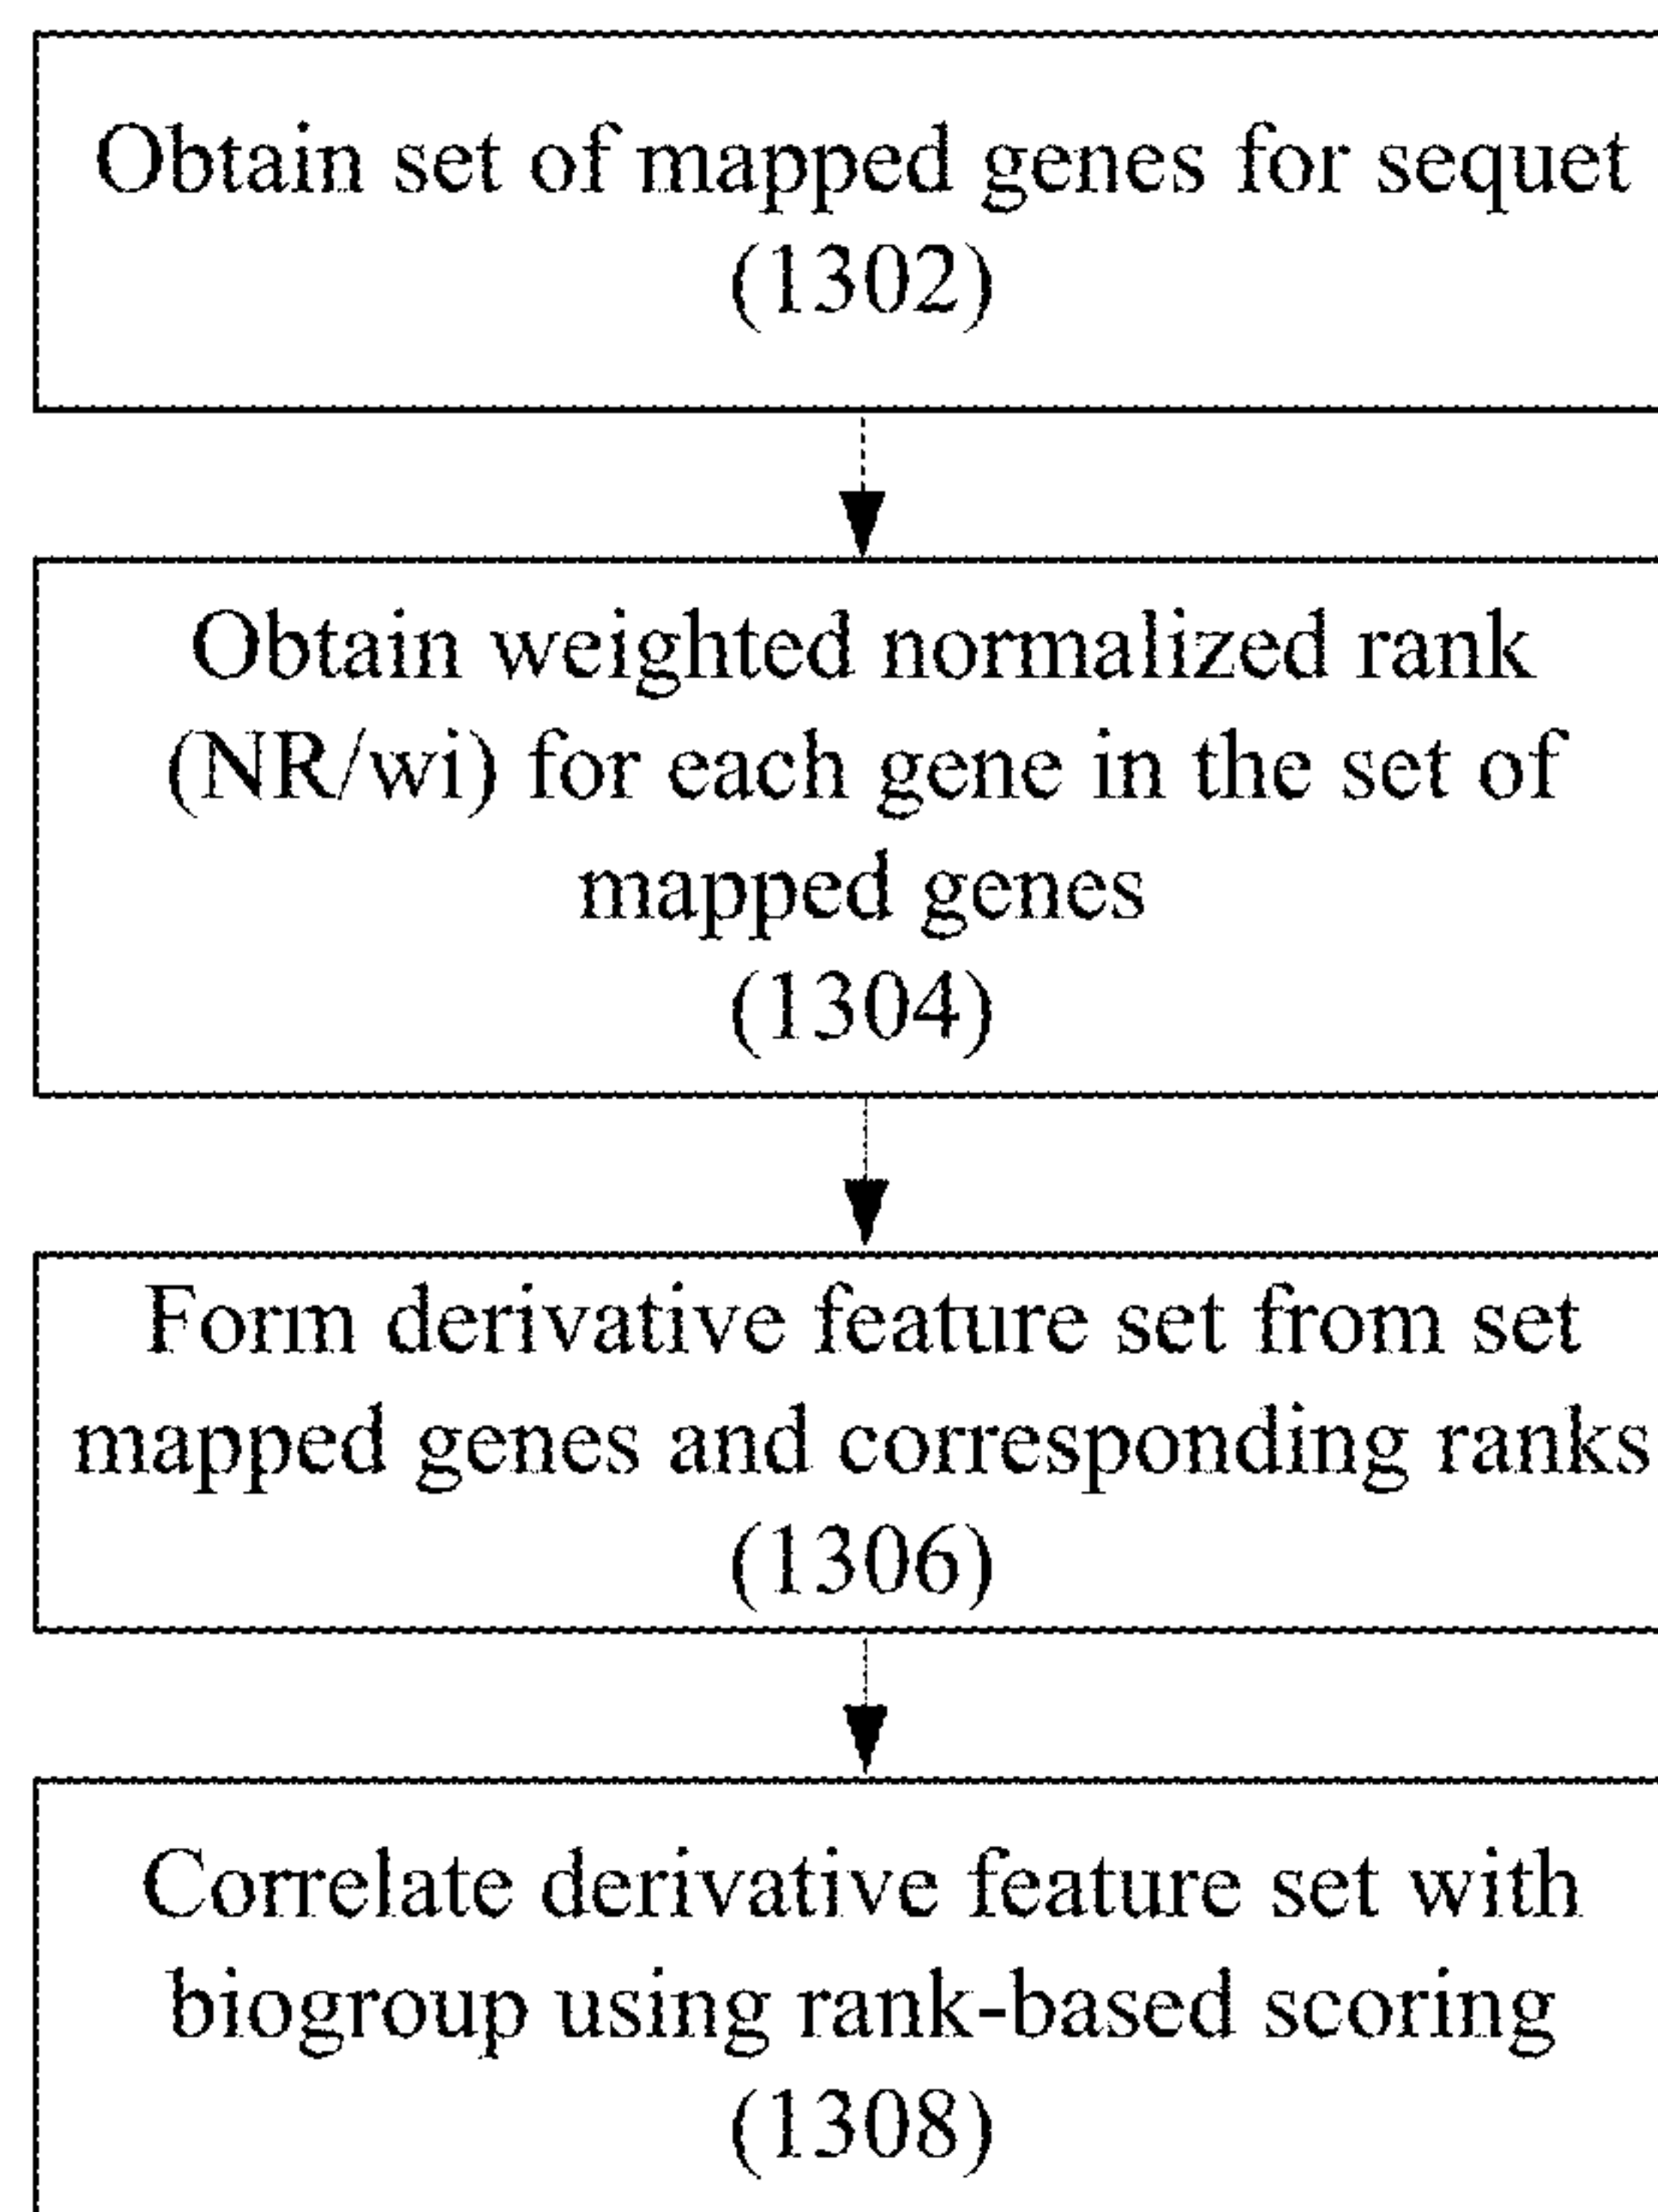 Obtain set of mapped genes for sequet
(1302)
Obtain weighted normalized rank
(NR/wi) for each gene in the set of
mapped genes
(1304)
Form derivative feature set from set
mapped genes and corresponding ranks
(1306)
Correlate derivative feature set with
biogroup using rank-based scoring
(1308)